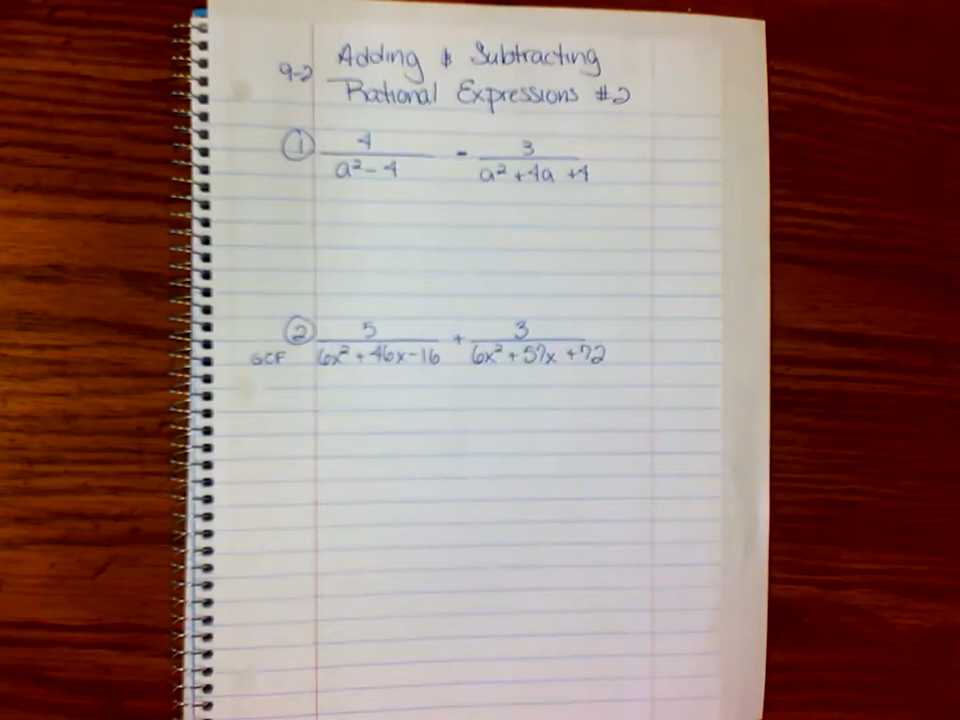 9-2 Adding & Subtracting
Rational Expressions #2
① 4 - 3
a² - 4 a² + 4a + 4
② 5 + 3
GCF 6x² + 46x - 16 6x² + 57x + 72